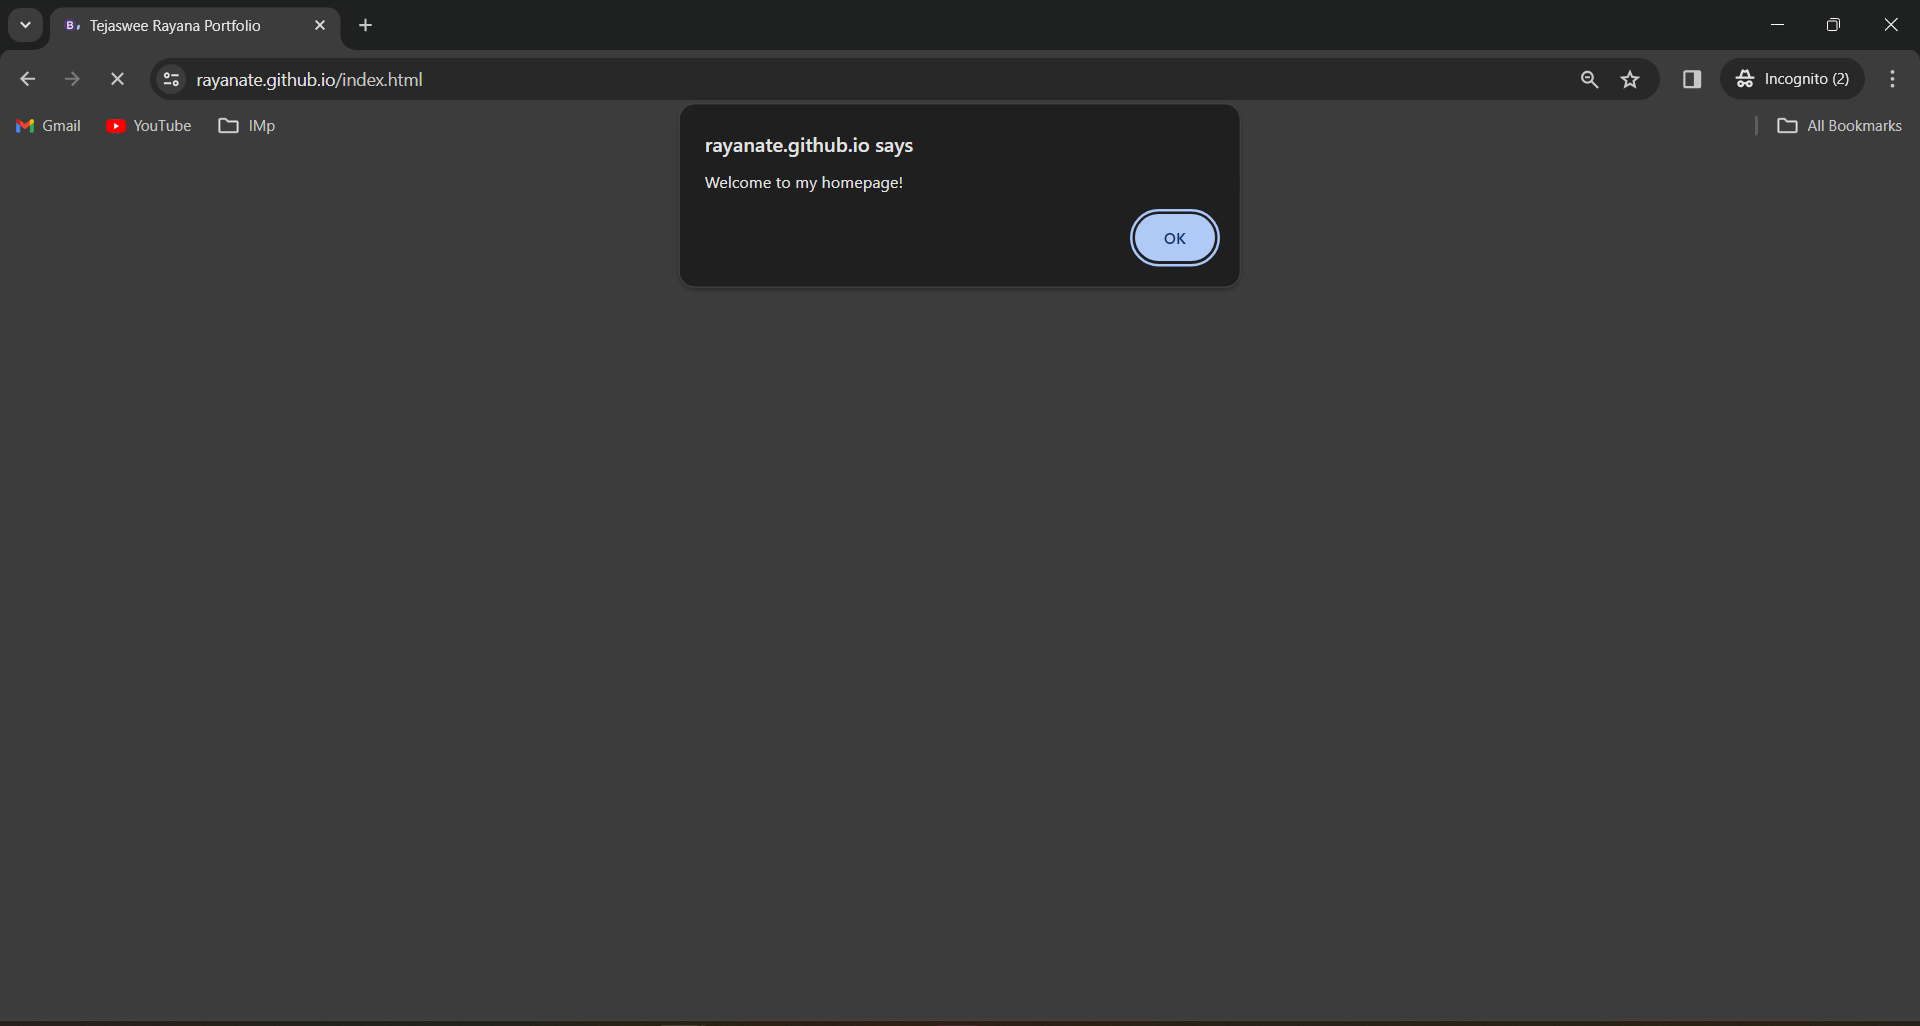 Tejaswee Rayana Portfolio
rayanate.github.io/index.html
Incognito (2)
Gmail
YouTube
IMp
All Bookmarks
rayanate.github.io says
Welcome to my homepage!
OK